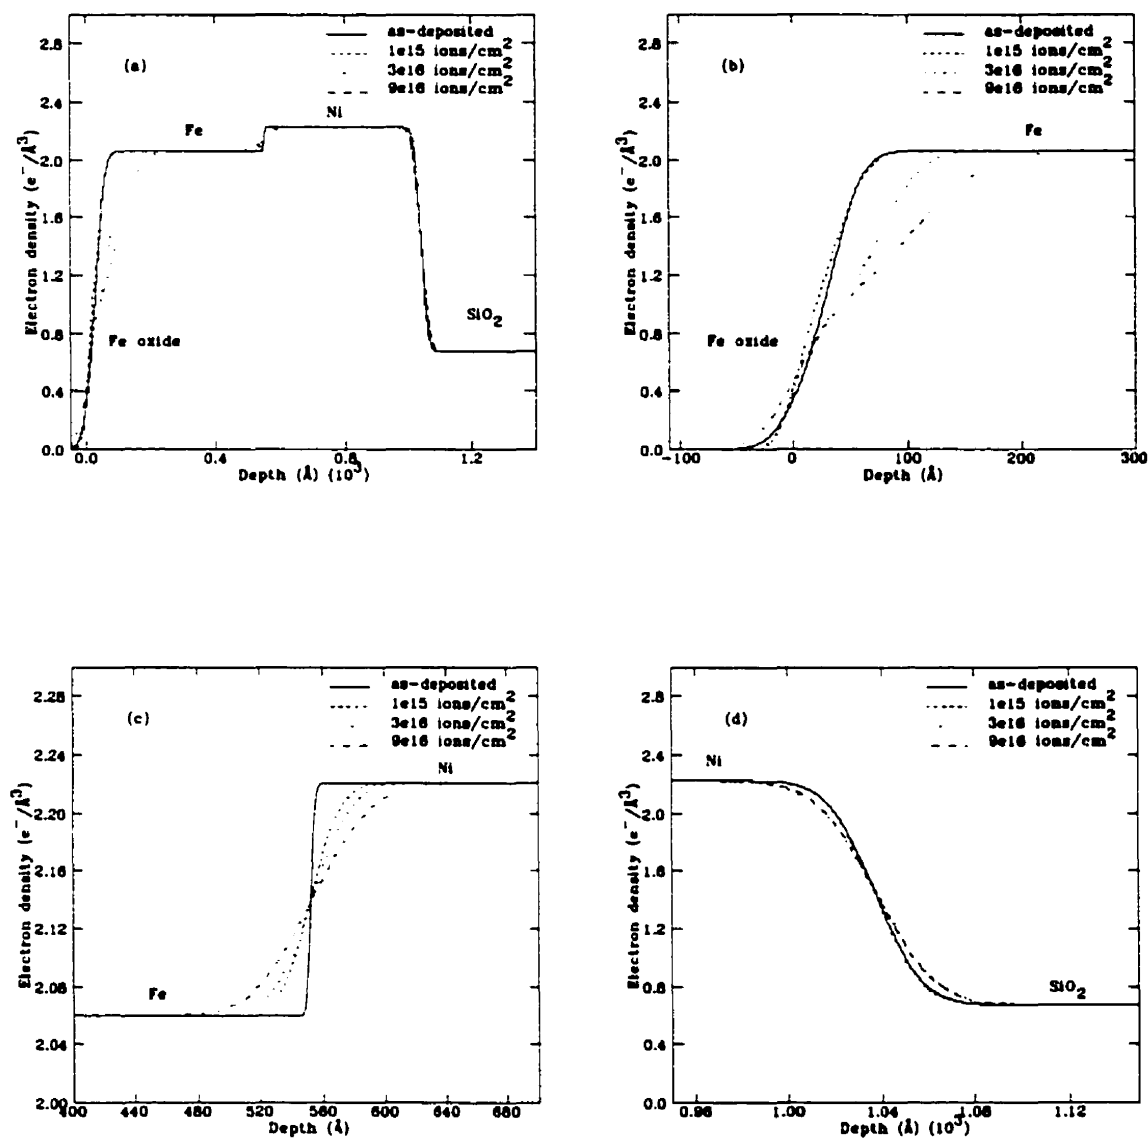 (a)
as-deposited
1e15 ions/cm2
3e16 ions/cm2
9e16 ions/cm2
Fe
Ni
SiO2
Fe oxide
Electron density (e−/Å3)
2.8
2.4
2.0
1.6
1.2
0.8
0.4
0.0
0.0 0.4 0.8 1.2
Depth (Å) (10^3)
(b)
as-deposited
1e15 ions/cm2
3e16 ions/cm2
9e16 ions/cm2
Fe
Fe oxide
Electron density (e−/Å3)
2.8
2.4
2.0
1.6
1.2
0.8
0.4
0.0
-100 0 100 200 300
Depth (Å)
(c)
as-deposited
1e15 ions/cm2
3e16 ions/cm2
9e16 ions/cm2
Ni
Fe
Electron density (e−/Å3)
2.28
2.24
2.20
2.16
2.12
2.08
2.04
2.00
400 440 480 520 560 600 640 680
Depth (Å)
(d)
as-deposited
1e15 ions/cm2
3e16 ions/cm2
9e16 ions/cm2
Ni
SiO2
Electron density (e−/Å3)
2.8
2.4
2.0
1.6
1.2
0.8
0.4
0.0
0.96 1.00 1.04 1.08 1.12
Depth (Å) (10^3)